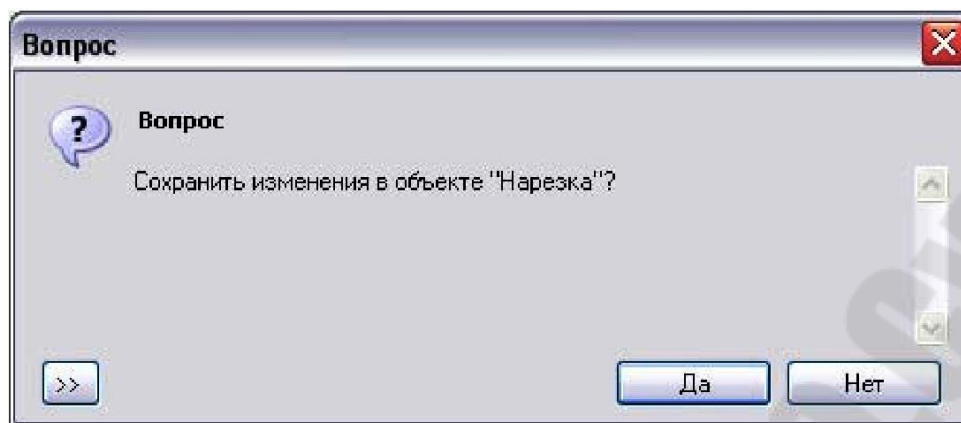 Вопрос
?
Вопрос
Сохранить изменения в объекте "Нарезка"?
>>
Да
Нет